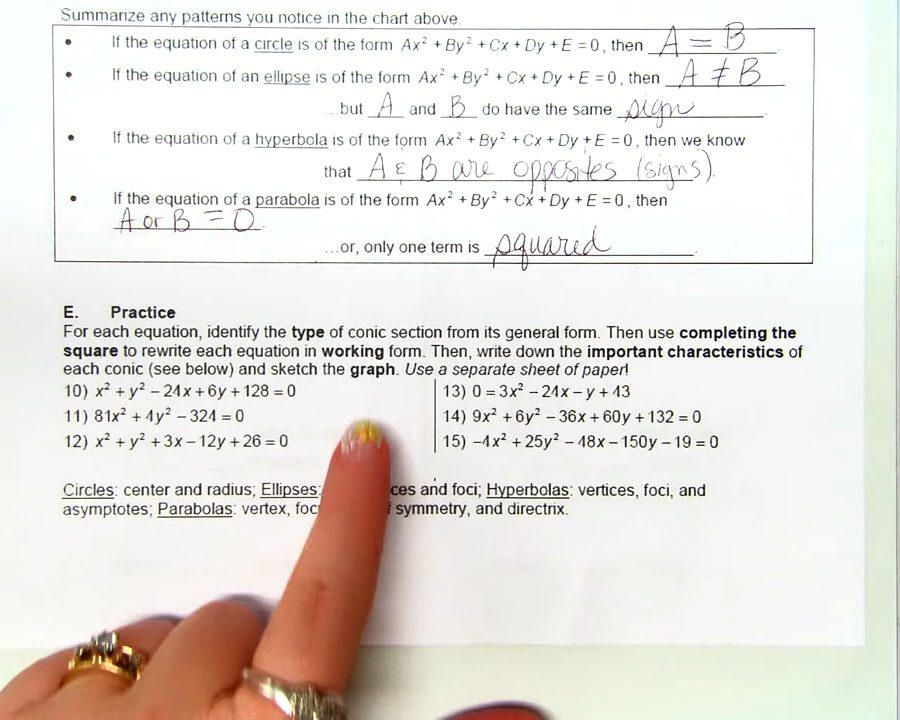 Summarize any patterns you notice in the chart above.
• If the equation of a circle is of the form Ax² + By² + Cx + Dy + E = 0, then A = B.
• If the equation of an ellipse is of the form Ax² + By² + Cx + Dy + E = 0, then A ≠ B
...but A and B do have the same sign.
• If the equation of a hyperbola is of the form Ax² + By² + Cx + Dy + E = 0, then we know
that A & B are opposites (signs).
• If the equation of a parabola is of the form Ax² + By² + Cx + Dy + E = 0, then
A or B = 0.
...or, only one term is squared.
E. Practice
For each equation, identify the type of conic section from its general form. Then use completing the
square to rewrite each equation in working form. Then, write down the important characteristics of
each conic (see below) and sketch the graph. Use a separate sheet of paper!
10) x² + y² − 24x + 6y + 128 = 0
11) 81x² + 4y² − 324 = 0
12) x² + y² + 3x − 12y + 26 = 0
13) 0 = 3x² − 24x − y + 43
14) 9x² + 6y² − 36x + 60y + 132 = 0
15) −4x² + 25y² − 48x − 150y − 19 = 0
Circles: center and radius; Ellipses: ces and foci; Hyperbolas: vertices, foci, and
asymptotes; Parabolas: vertex, foc symmetry, and directrix.